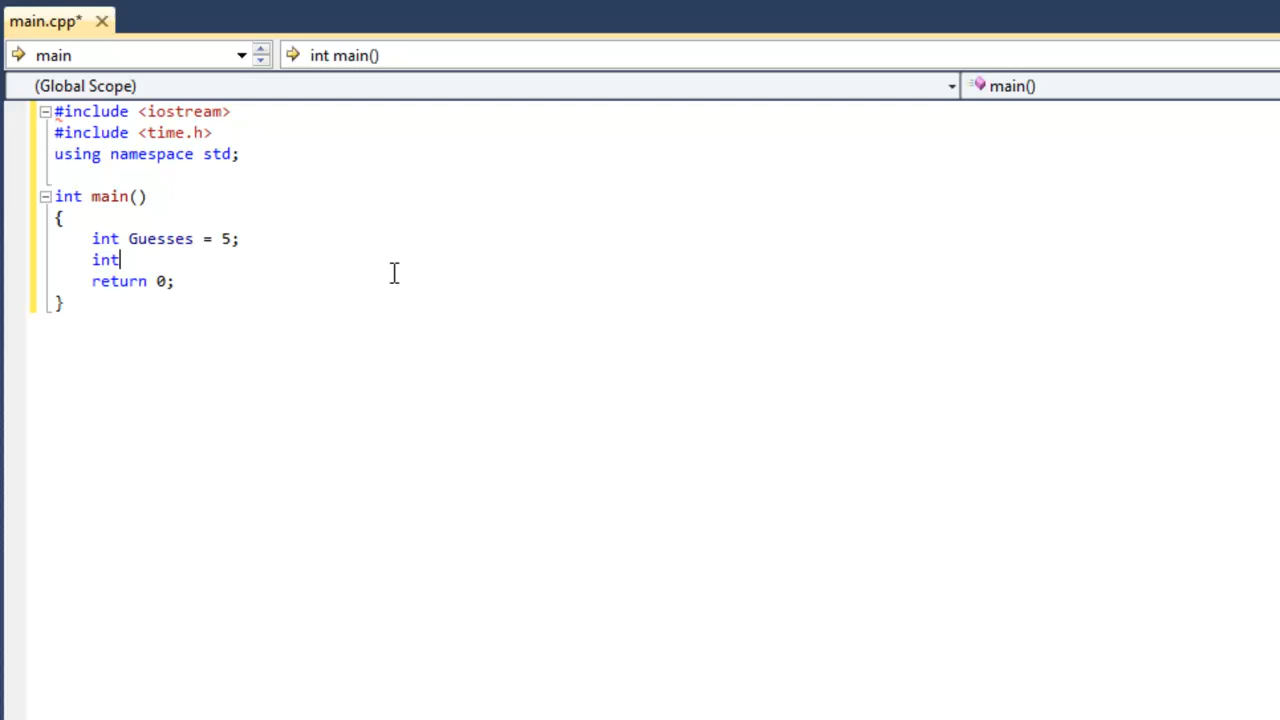 main.cpp*
main
int main()
(Global Scope)
main()
#include <iostream>
#include <time.h>
using namespace std;
int main()
{
int Guesses = 5;
int
return 0;
}